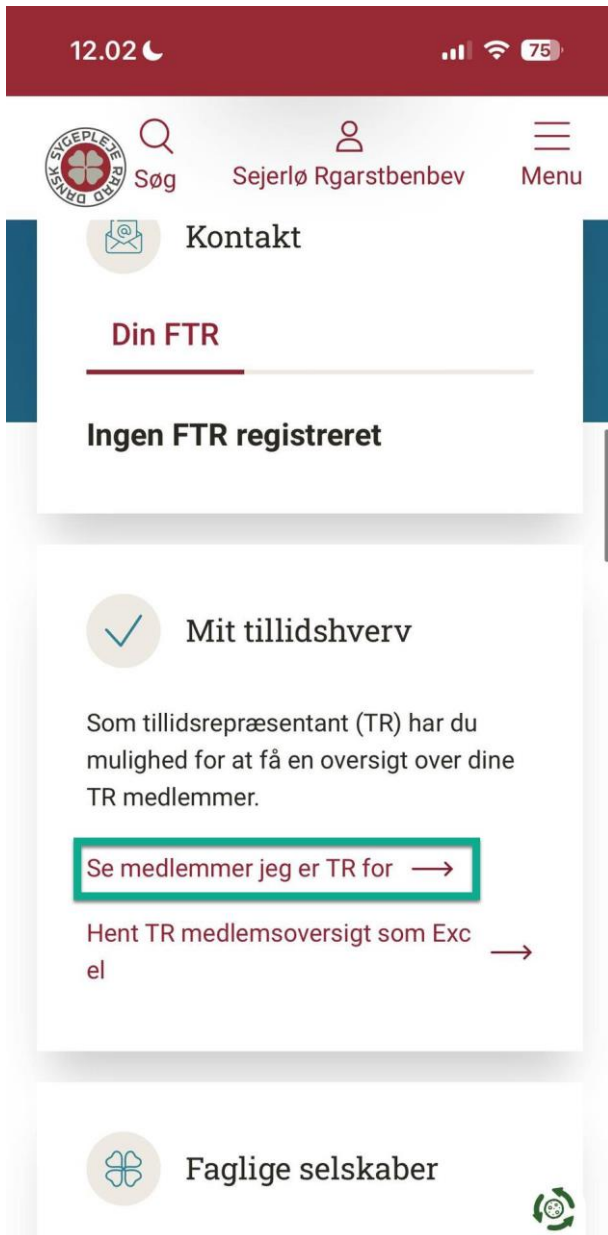 12.02
75
DANSK SYGEPLEJERÅD
Søg
Sejerlø Rgarstbenbev
Menu
Kontakt
Din FTR
Ingen FTR registreret
Mit tillidshverv
Som tillidsrepræsentant (TR) har du
mulighed for at få en oversigt over dine
TR medlemmer.
Se medlemmer jeg er TR for →
Hent TR medlemsoversigt som Exc
el →
Faglige selskaber